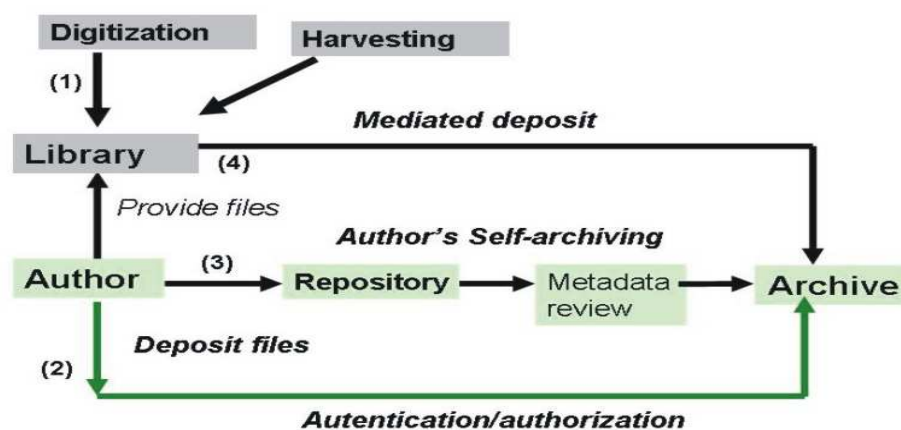 Digitization
Harvesting
(1)
Mediated deposit
Library
(4)
Provide files
Author's Self-archiving
(3)
Author
Repository
Metadata
review
Archive
Deposit files
(2)
Autentication/authorization